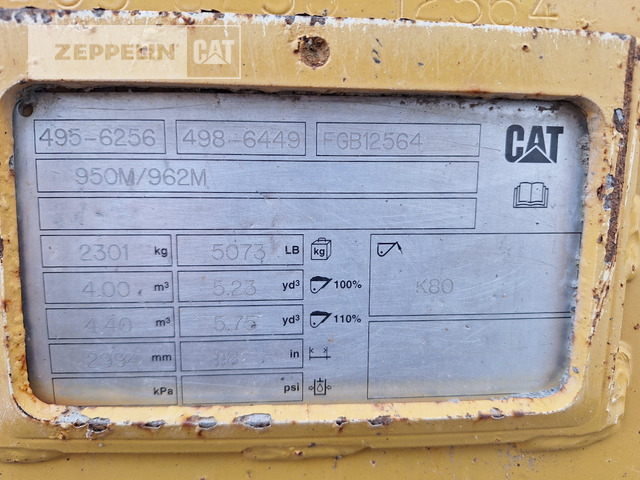 12564
ZEPPELIN CAT
495-6256 498-6449 FGB12564 CAT
950M/962M
2301 kg 5073 LB kg
4.00 m³ 5.23 yd³ 100% K80
4.40 m³ 5.75 yd³ 110%
mm in
kPa psi